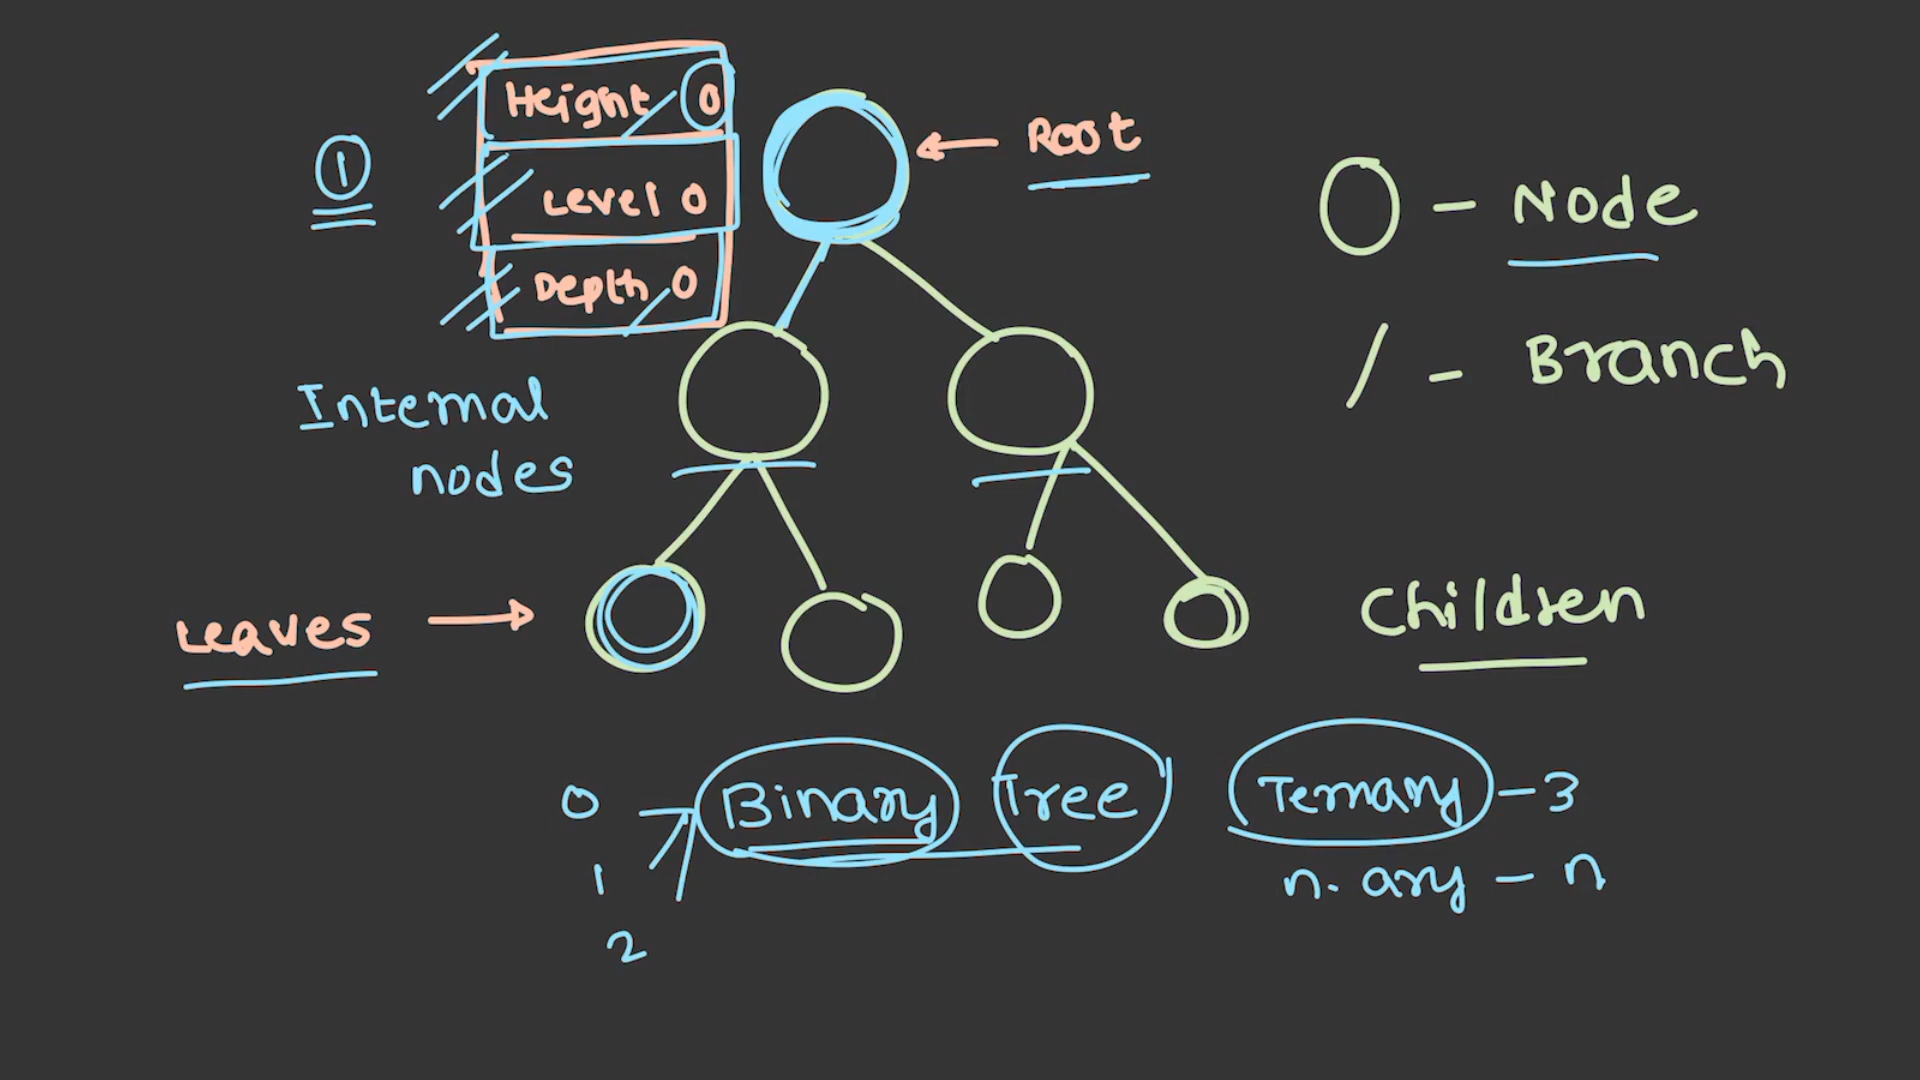 Height 0
Root
1
Level 0
Node
Depth 0
Branch
Internal
nodes
Leaves
Children
0
Binary Tree
Ternary - 3
1
n-ary - n
2